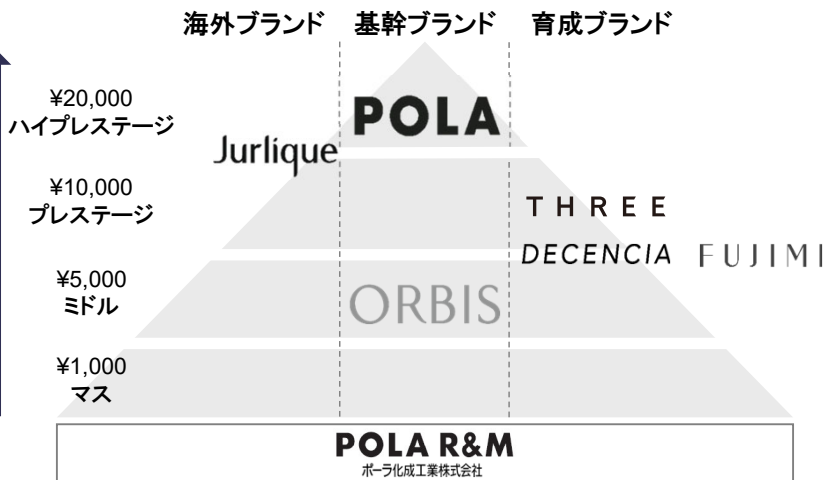 海外ブランド 基幹ブランド 育成ブランド
¥20,000
ハイプレステージ
POLA
Jurlique
¥10,000
プレステージ
THREE
DECENCIA FUJIMI
¥5,000
ミドル
ORBIS
¥1,000
マス
POLA R&M
ポーラ化成工業株式会社